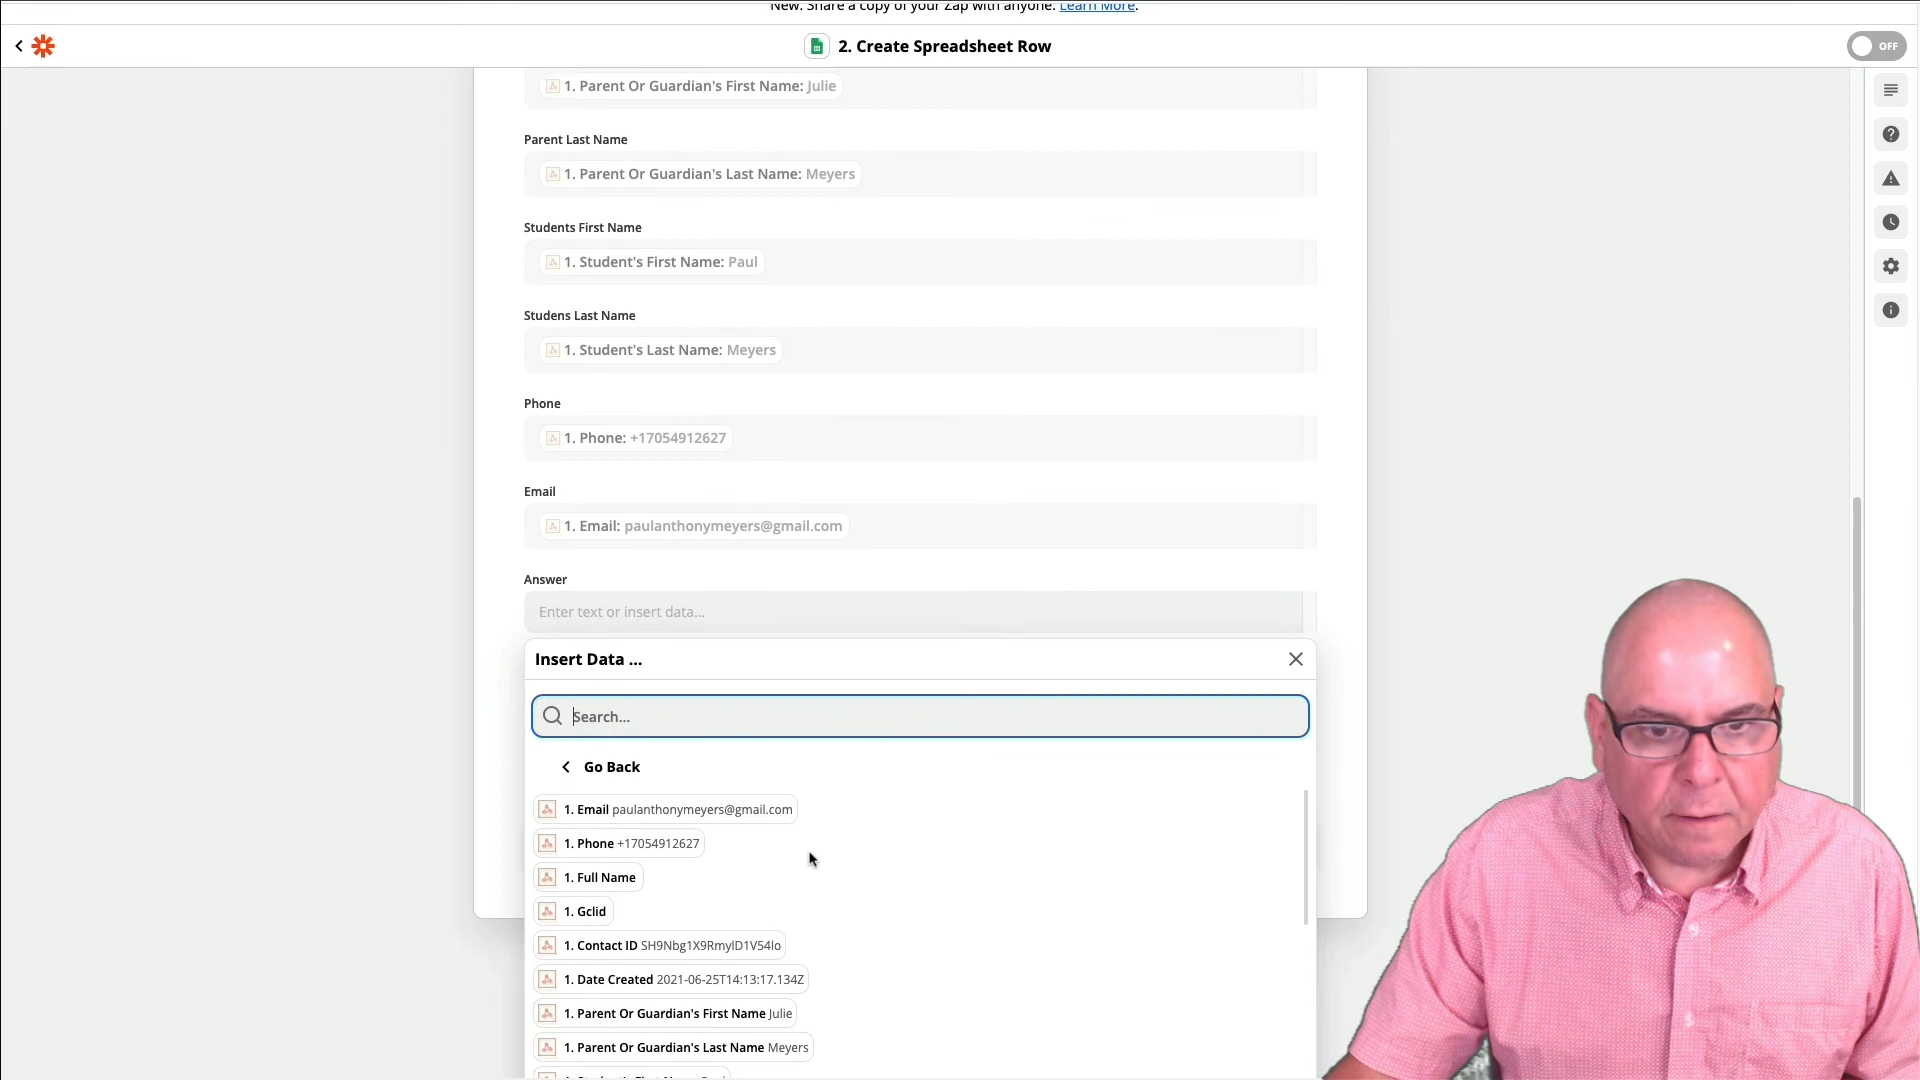 New: Share a copy of your Zap with anyone. Learn More.
2. Create Spreadsheet Row
OFF
1. Parent Or Guardian's First Name: Julie
Parent Last Name
1. Parent Or Guardian's Last Name: Meyers
Students First Name
1. Student's First Name: Paul
Studens Last Name
1. Student's Last Name: Meyers
Phone
1. Phone: +17054912627
Email
1. Email: paulanthonymeyers@gmail.com
Answer
Enter text or insert data...
Insert Data ...
Search...
Go Back
1. Email paulanthonymeyers@gmail.com
1. Phone +17054912627
1. Full Name
1. Gclid
1. Contact ID SH9Nbg1X9RmylD1V54lo
1. Date Created 2021-06-25T14:13:17.134Z
1. Parent Or Guardian's First Name Julie
1. Parent Or Guardian's Last Name Meyers